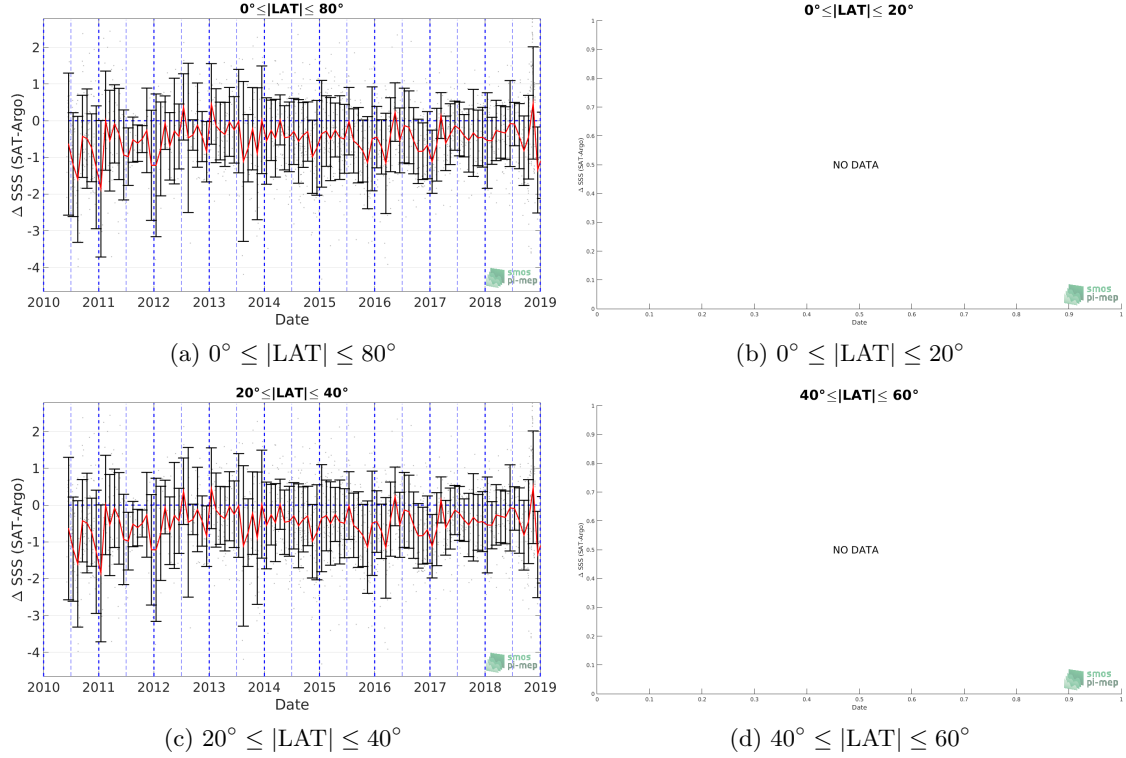 0°≤|LAT|≤ 80°
Δ SSS (SAT-Argo)
2
1
0
-1
-2
-3
-4
2010 2011 2012 2013 2014 2015 2016 2017 2018 2019
Date
smos
pi-mep
(a) 0° ≤ |LAT| ≤ 80°
0°≤|LAT|≤ 20°
Δ SSS (SAT-Argo)
1
0.9
0.8
0.7
0.6
0.5
0.4
0.3
0.2
0.1
0
NO DATA
0 0.1 0.2 0.3 0.4 0.5 0.6 0.7 0.8 0.9 1
Date
smos
pi-mep
(b) 0° ≤ |LAT| ≤ 20°
20°≤|LAT|≤ 40°
Δ SSS (SAT-Argo)
2
1
0
-1
-2
-3
-4
2010 2011 2012 2013 2014 2015 2016 2017 2018 2019
Date
smos
pi-mep
(c) 20° ≤ |LAT| ≤ 40°
40°≤|LAT|≤ 60°
Δ SSS (SAT-Argo)
1
0.9
0.8
0.7
0.6
0.5
0.4
0.3
0.2
0.1
0
NO DATA
0 0.1 0.2 0.3 0.4 0.5 0.6 0.7 0.8 0.9 1
Date
smos
pi-mep
(d) 40° ≤ |LAT| ≤ 60°